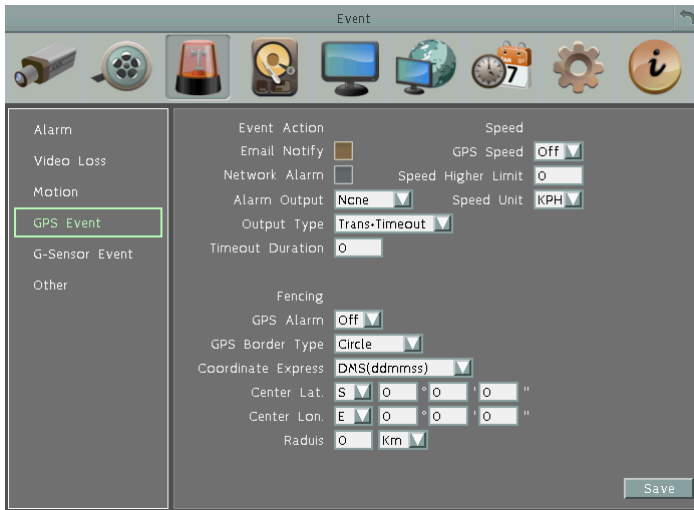 Event
7
i
Alarm
Video Loss
Motion
GPS Event
G-Sensor Event
Other
Event Action
Email Notify
Network Alarm
Alarm Output None
Output Type Trans+Timeout
Timeout Duration 0
Speed
GPS Speed Off
Speed Higher Limit 0
Speed Unit KPH
Fencing
GPS Alarm Off
GPS Border Type Circle
Coordinate Express DMS(ddmmss)
Center Lat. S 0 ° 0 ' 0 "
Center Lon. E 0 ° 0 ' 0 "
Raduis 0 Km
Save